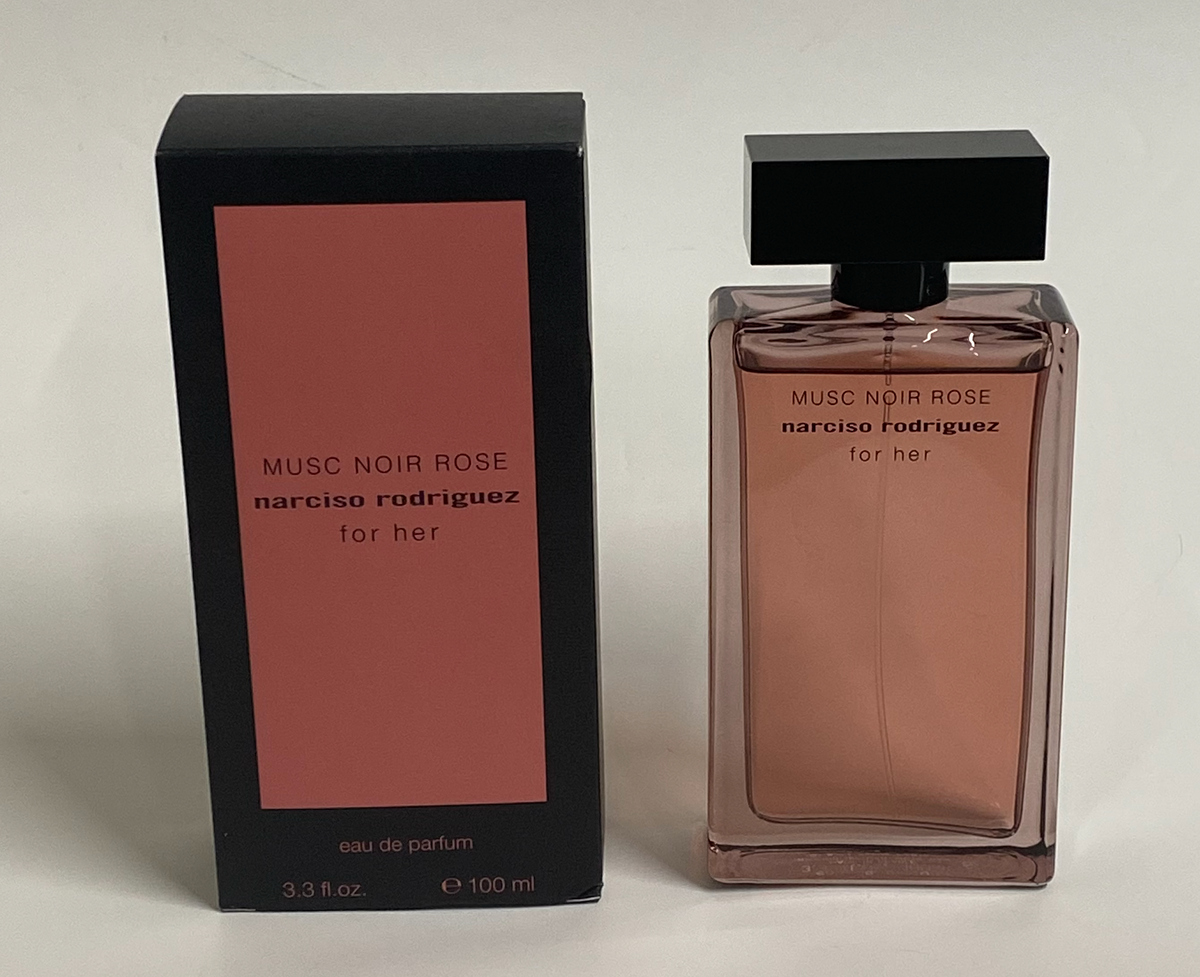 MUSC NOIR ROSE
narciso rodriguez
for her
eau de parfum
3.3 fl.oz. ℮ 100 ml
MUSC NOIR ROSE
narciso rodriguez
for her